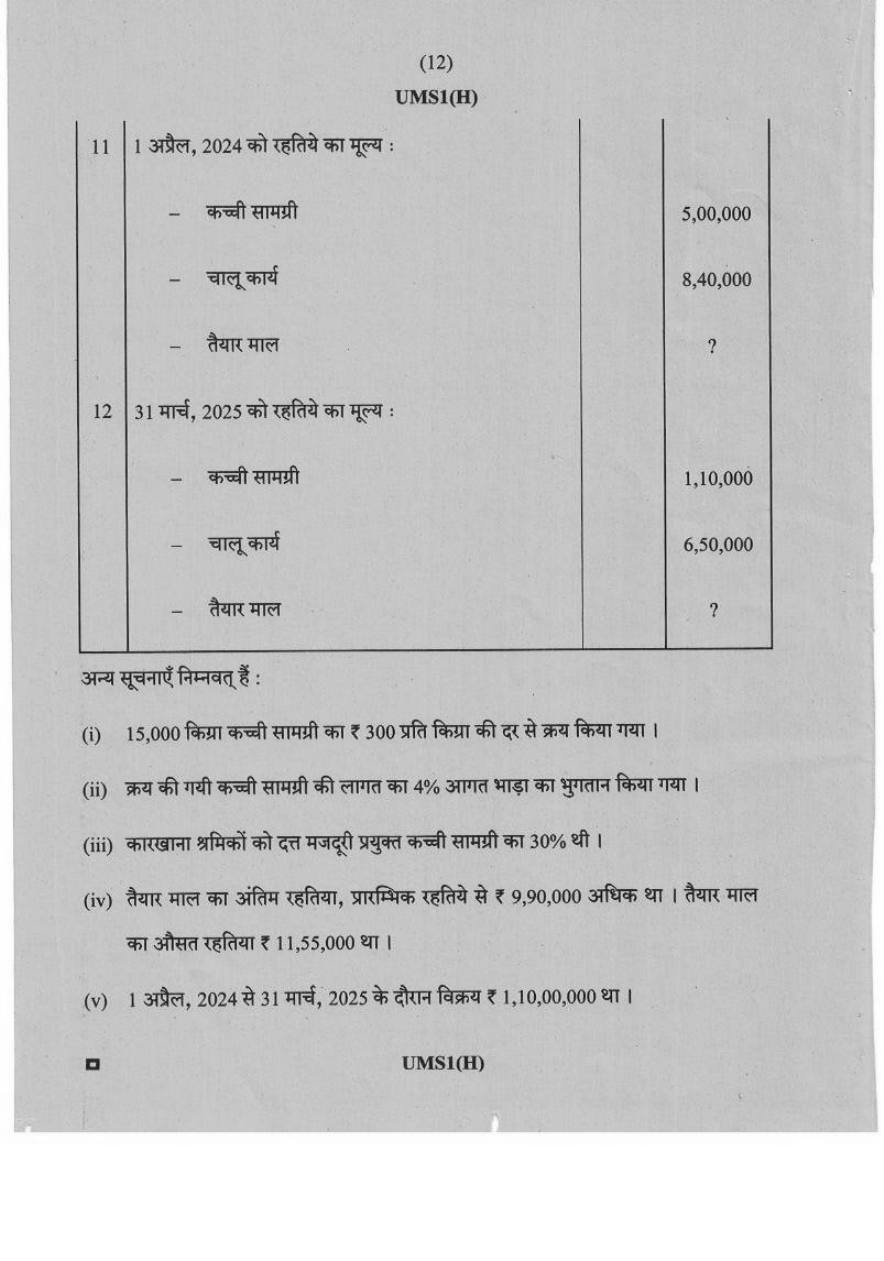 (12)
UMS1(H)
11 1 अप्रैल, 2024 को रहतिये का मूल्य :
– कच्ची सामग्री 5,00,000
– चालू कार्य 8,40,000
– तैयार माल ?
12 31 मार्च, 2025 को रहतिये का मूल्य :
– कच्ची सामग्री 1,10,000
– चालू कार्य 6,50,000
– तैयार माल ?
अन्य सूचनाएँ निम्नवत् हैं :
(i) 15,000 किग्रा कच्ची सामग्री का ₹ 300 प्रति किग्रा की दर से क्रय किया गया ।
(ii) क्रय की गयी कच्ची सामग्री की लागत का 4% आगत भाड़ा का भुगतान किया गया ।
(iii) कारखाना श्रमिकों को दत्त मजदूरी प्रयुक्त कच्ची सामग्री का 30% थी ।
(iv) तैयार माल का अंतिम रहतिया, प्रारम्भिक रहतिये से ₹ 9,90,000 अधिक था । तैयार माल
का औसत रहतिया ₹ 11,55,000 था ।
(v) 1 अप्रैल, 2024 से 31 मार्च, 2025 के दौरान विक्रय ₹ 1,10,00,000 था ।
UMS1(H)